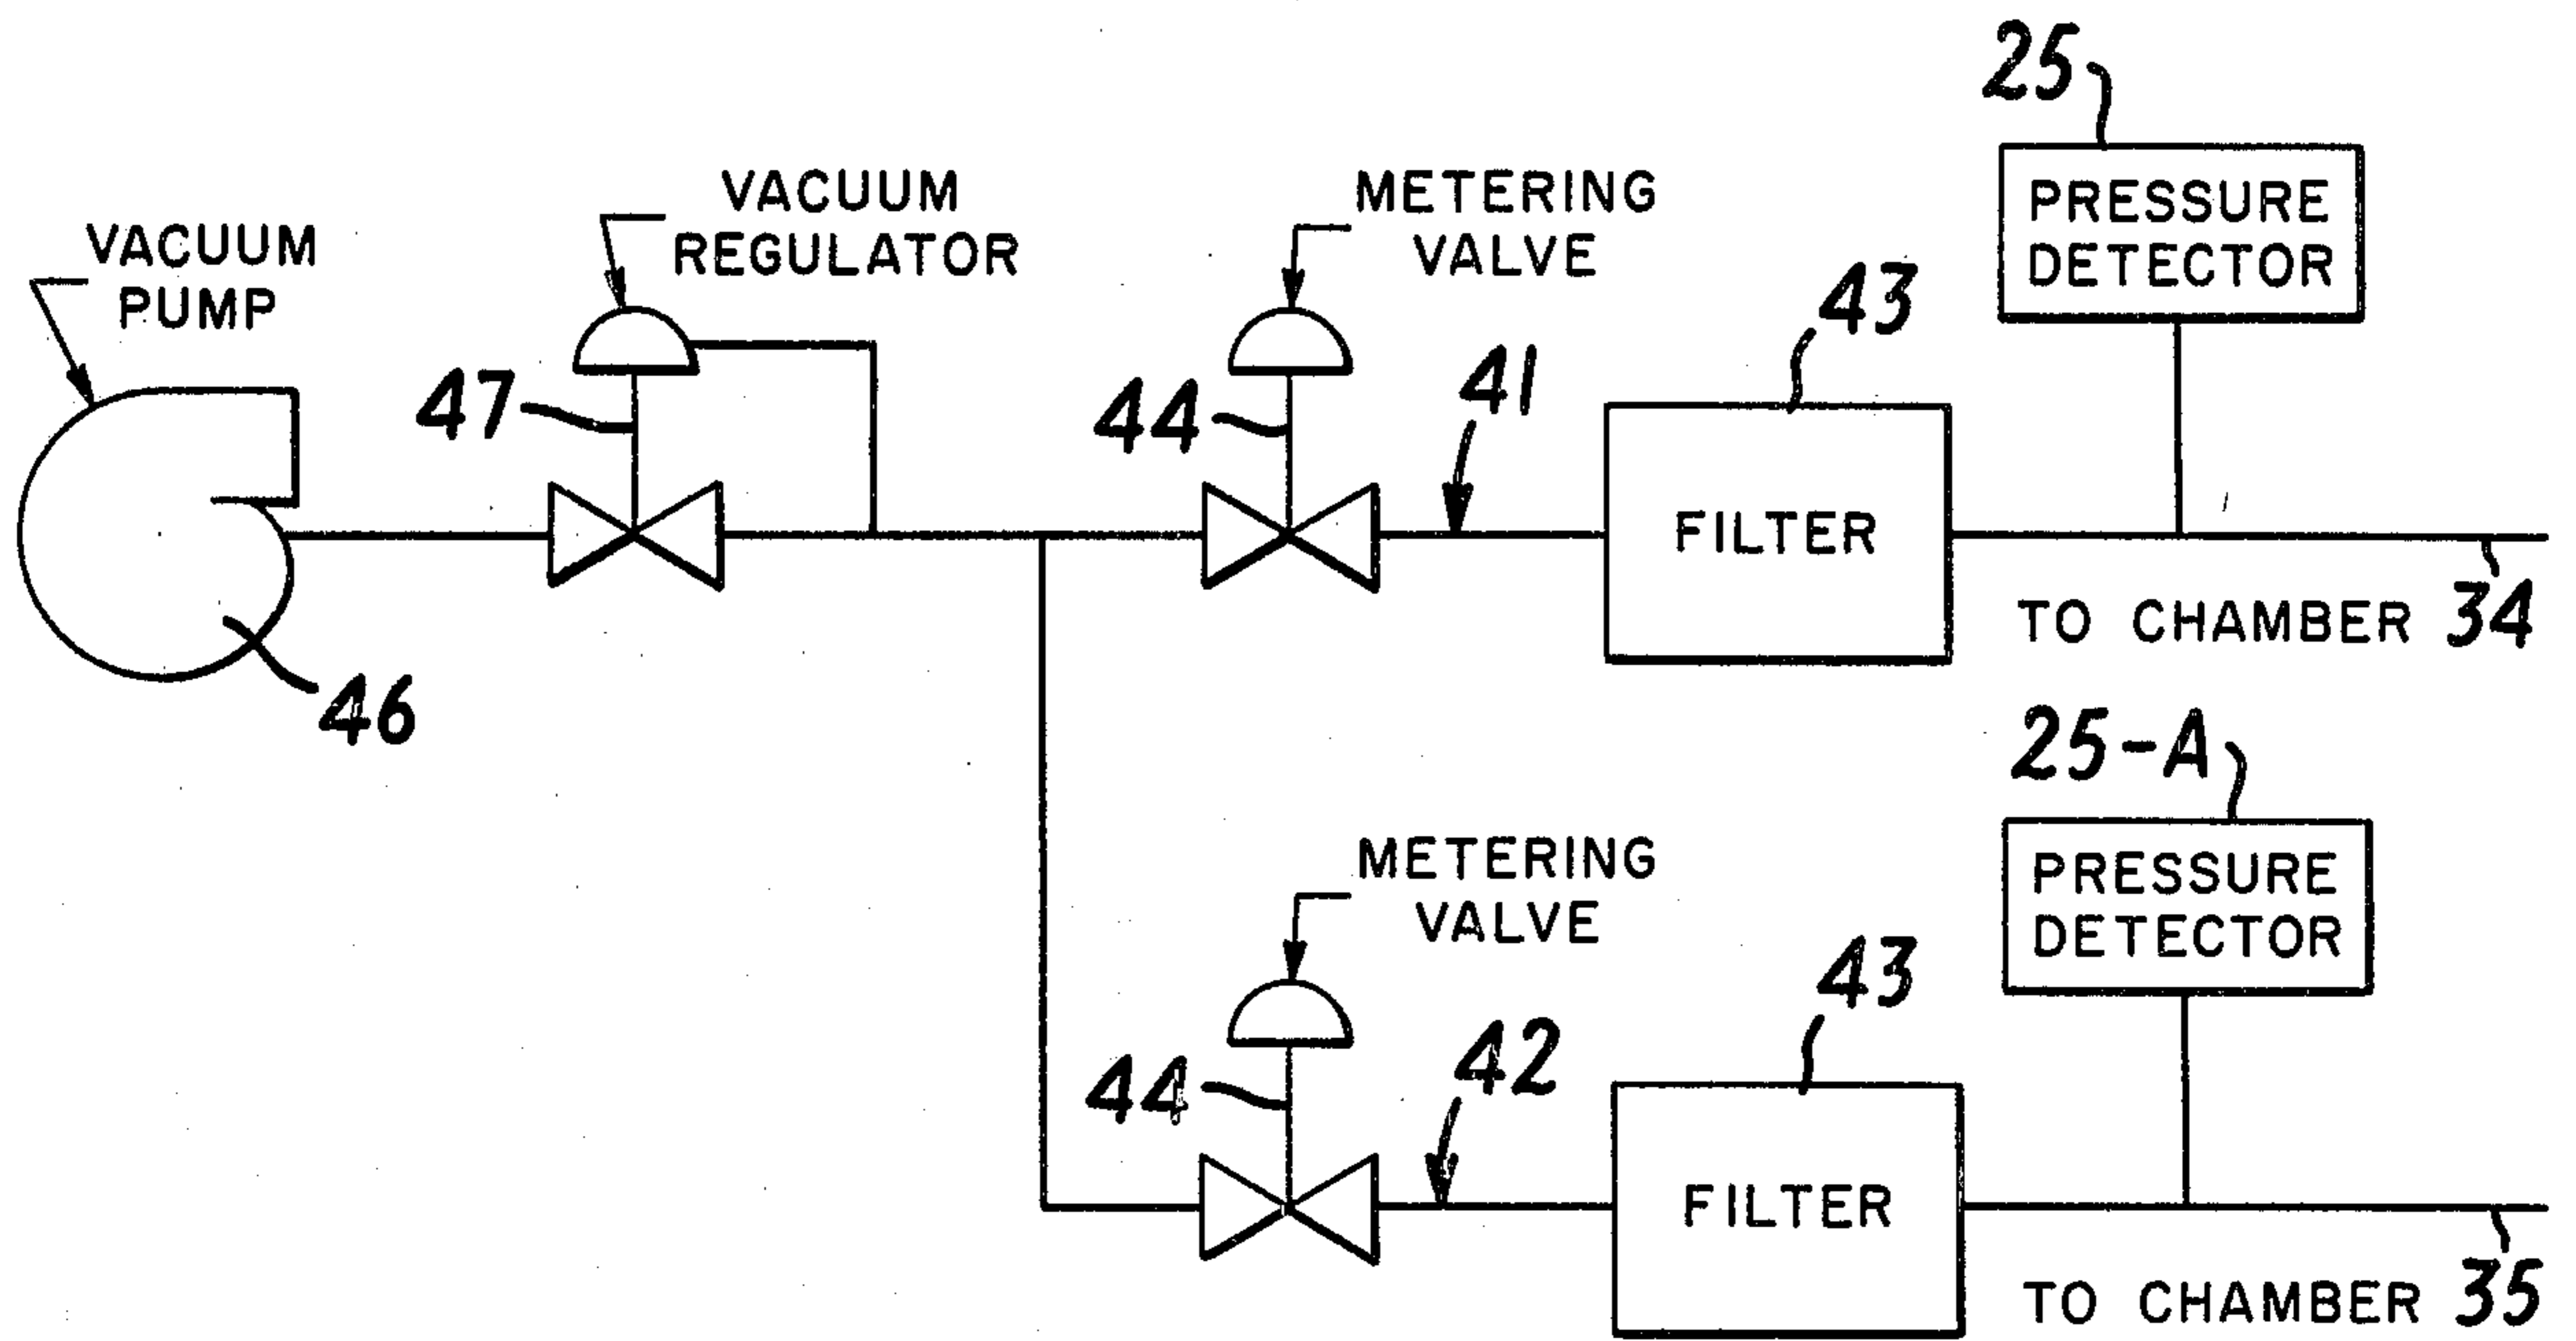 25
VACUUM
PUMP
VACUUM
REGULATOR
METERING
VALVE
PRESSURE
DETECTOR
43
47
44
41
FILTER
TO CHAMBER 34
46
25-A
METERING
VALVE
PRESSURE
DETECTOR
43
44
42
FILTER
TO CHAMBER 35